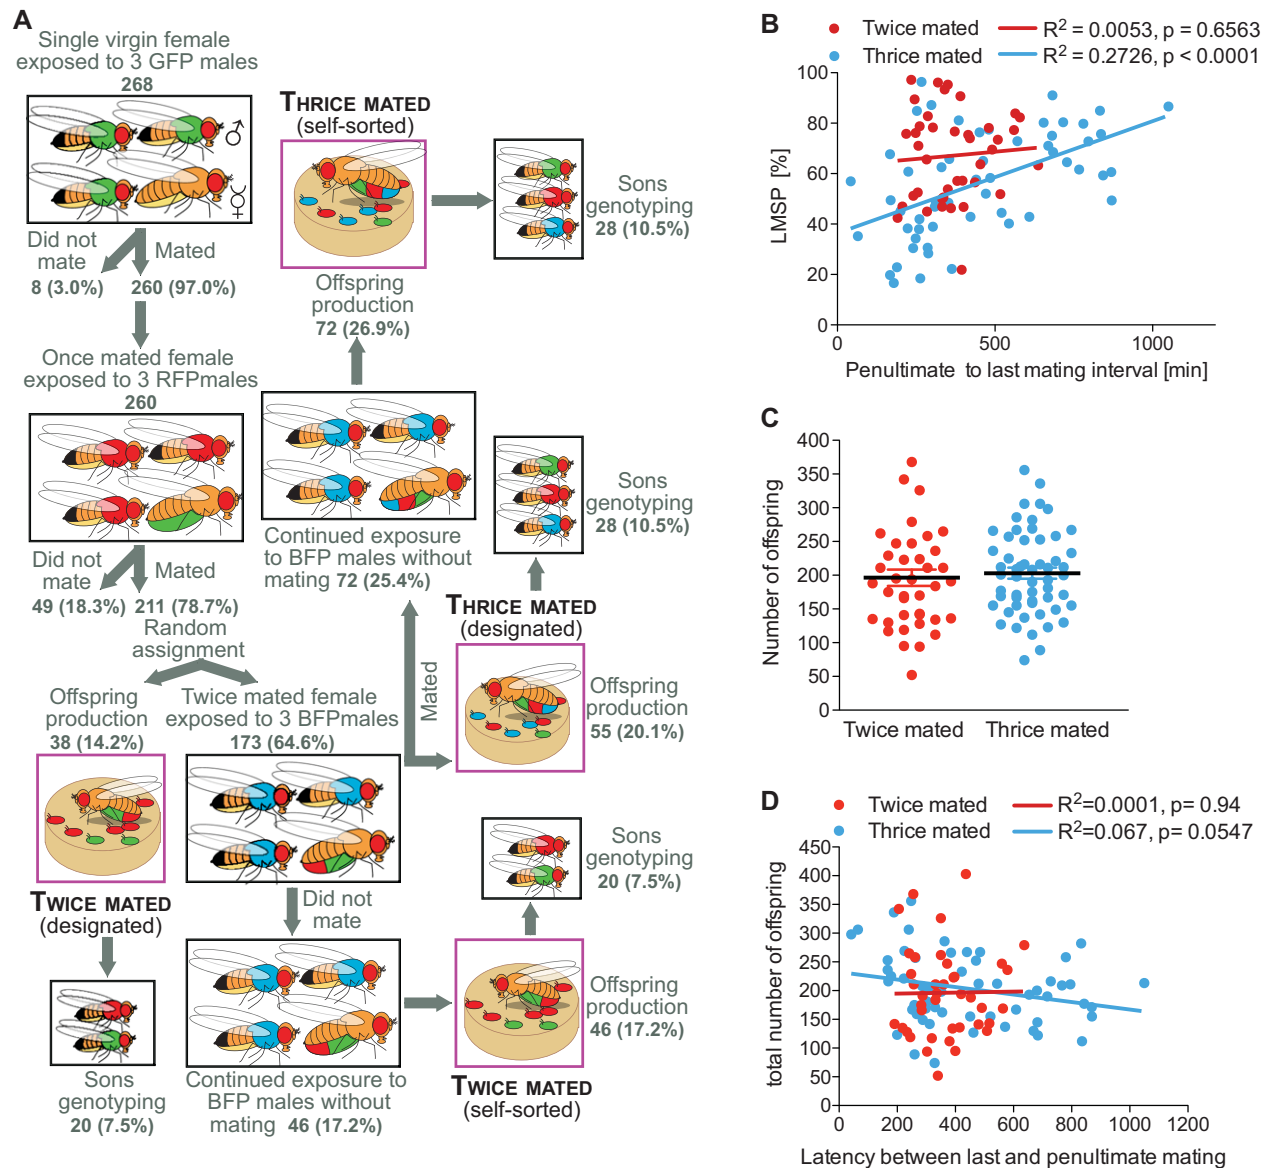 A
Single virgin female
exposed to 3 GFP males
268
♂
☿
Did not
mate
Mated
8 (3.0%)
260 (97.0%)
Once mated female
exposed to 3 RFPmales
260
Did not
mate
Mated
49 (18.3%)
211 (78.7%)
Random
assignment
Offspring
production
38 (14.2%)
TWICE MATED
(designated)
Sons
genotyping
20 (7.5%)
Twice mated female
exposed to 3 BFPmales
173 (64.6%)
Did not
mate
Continued exposure to
BFP males without
mating 46 (17.2%)
THRICE MATED
(self-sorted)
Offspring
production
72 (26.9%)
Sons
genotyping
28 (10.5%)
Continued exposure
to BFP males without
mating 72 (25.4%)
Mated
Sons
genotyping
28 (10.5%)
THRICE MATED
(designated)
Offspring
production
55 (20.1%)
Sons
genotyping
20 (7.5%)
Offspring
production
46 (17.2%)
TWICE MATED
(self-sorted)
B
Twice mated
R² = 0.0053, p = 0.6563
Thrice mated
R² = 0.2726, p < 0.0001
LMSP [%]
100
80
60
40
20
0
0
500
1000
Penultimate to last mating interval [min]
C
Number of offspring
400
350
300
250
200
150
100
50
0
Twice mated
Thrice mated
D
Twice mated
R²=0.0001, p= 0.94
Thrice mated
R²=0.067, p= 0.0547
total number of offspring
450
350
300
300
250
200
150
100
50
0
0
200
400
600
800
1000
1200
Latency between last and penultimate mating